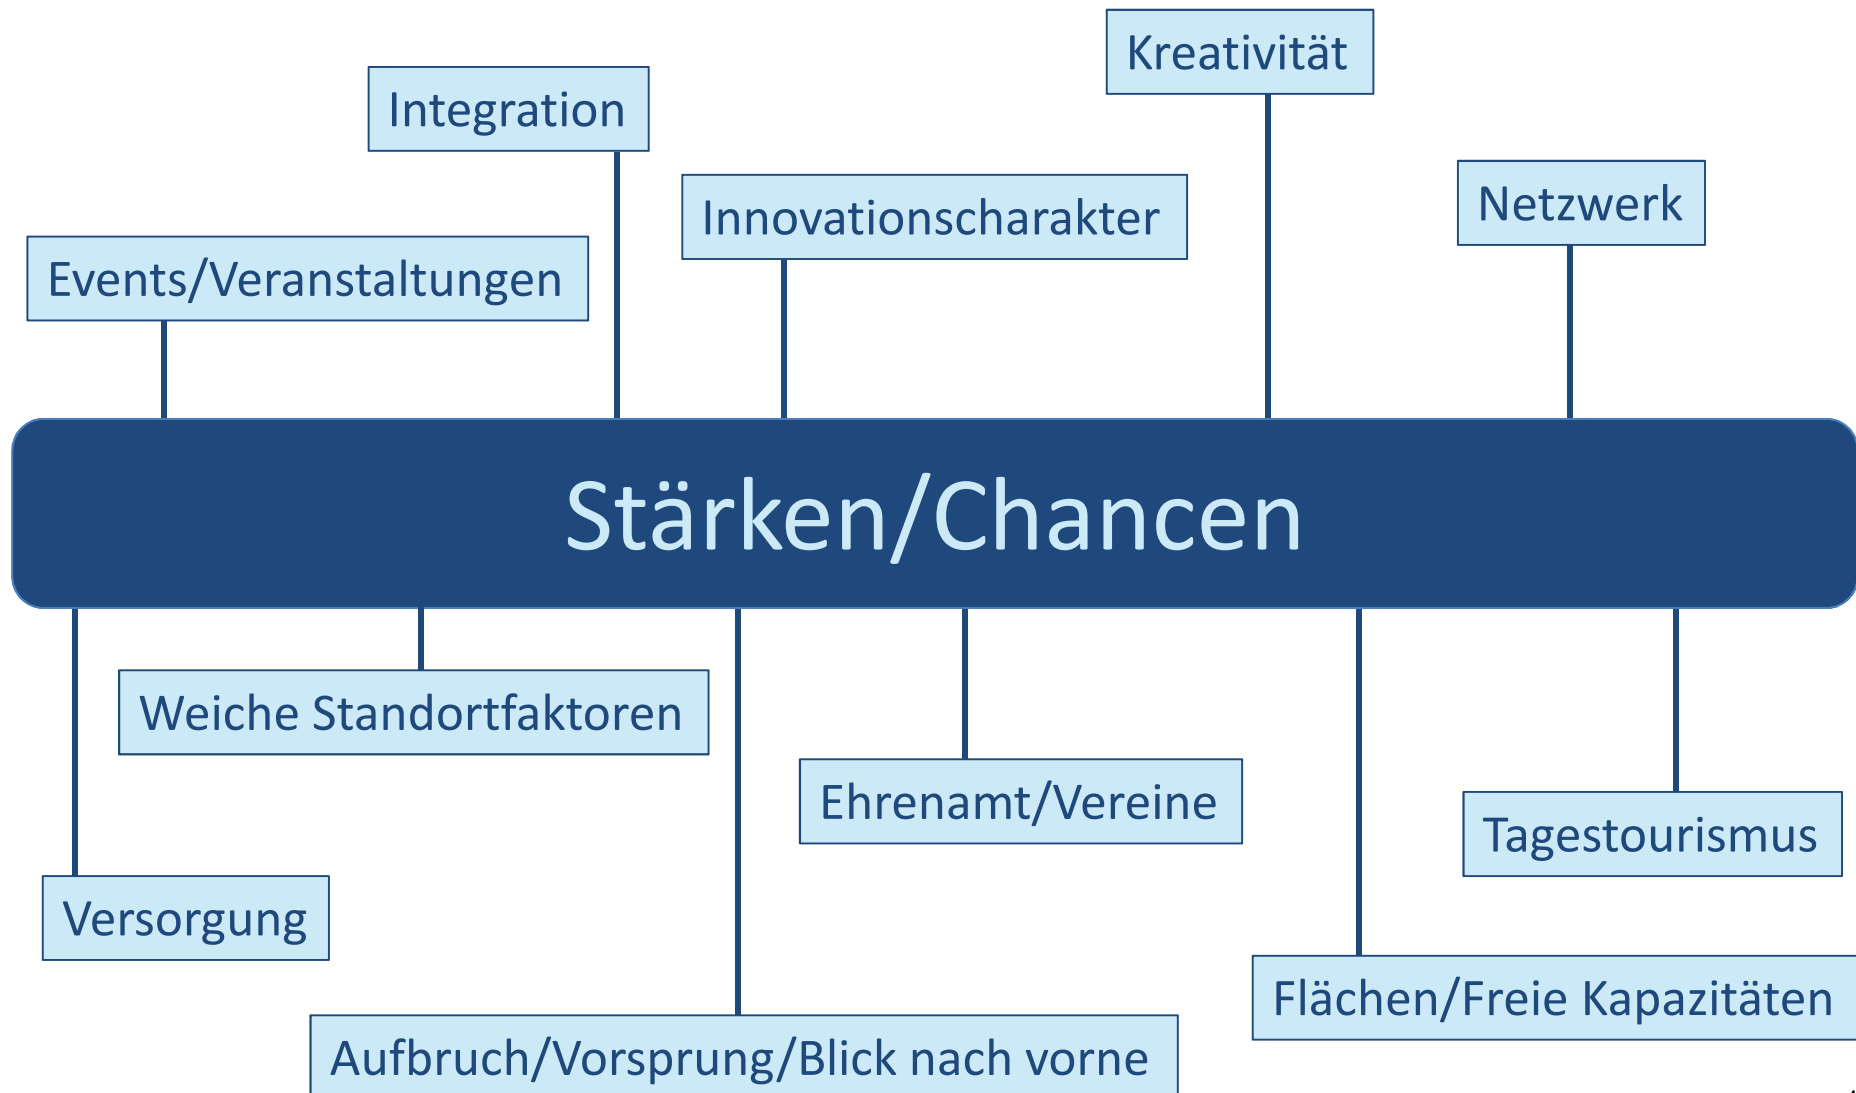 Kreativität
Integration
Netzwerk
Innovationscharakter
Events/Veranstaltungen
Stärken/Chancen
Weiche Standortfaktoren
Ehrenamt/Vereine
Tagestourismus
Versorgung
Flächen/Freie Kapazitäten
Aufbruch/Vorsprung/Blick nach vorne